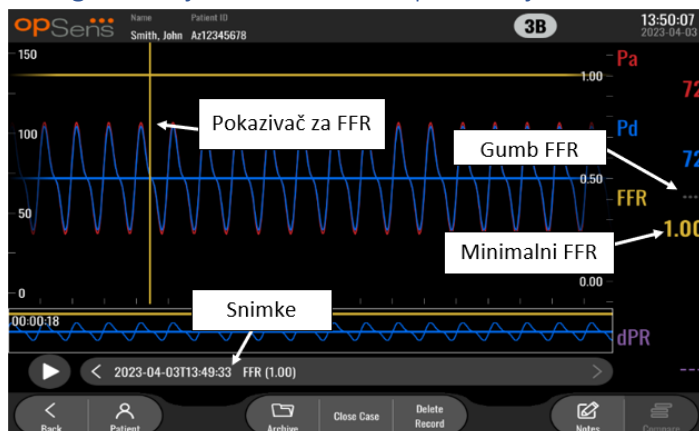 opSens
Name Patient ID
Smith, John Az12345678
3B
13:50:07
2023-04-03
150
100
50
0
1.00
0.50
0.00
Pa
72
Pd
72
FFR
---
1.00
dPR
---
Pokazivač za FFR
Gumb FFR
Minimalni FFR
Snimke
00:00:18
2023-04-03T13:49:33 FFR (1.00)
Back
Patient
Archive
Close Case
Delete
Record
Notes
Compare